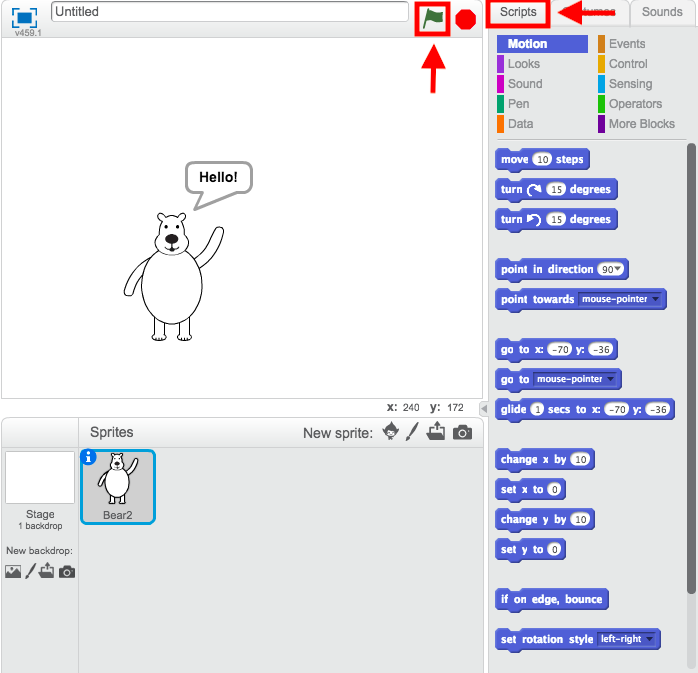 Untitled
v459.1
Hello!
x: 240 y: 172
Sprites
New sprite:
Stage
1 backdrop
New backdrop:
Bear2
Scripts
Costumes
Sounds
Motion
Events
Looks
Control
Sound
Sensing
Pen
Operators
Data
More Blocks
move 10 steps
turn 15 degrees
turn 15 degrees
point in direction 90
point towards mouse-pointer
go to x: -70 y: -36
go to mouse-pointer
glide 1 secs to x: -70 y: -36
change x by 10
set x to 0
change y by 10
set y to 0
if on edge, bounce
set rotation style left-right